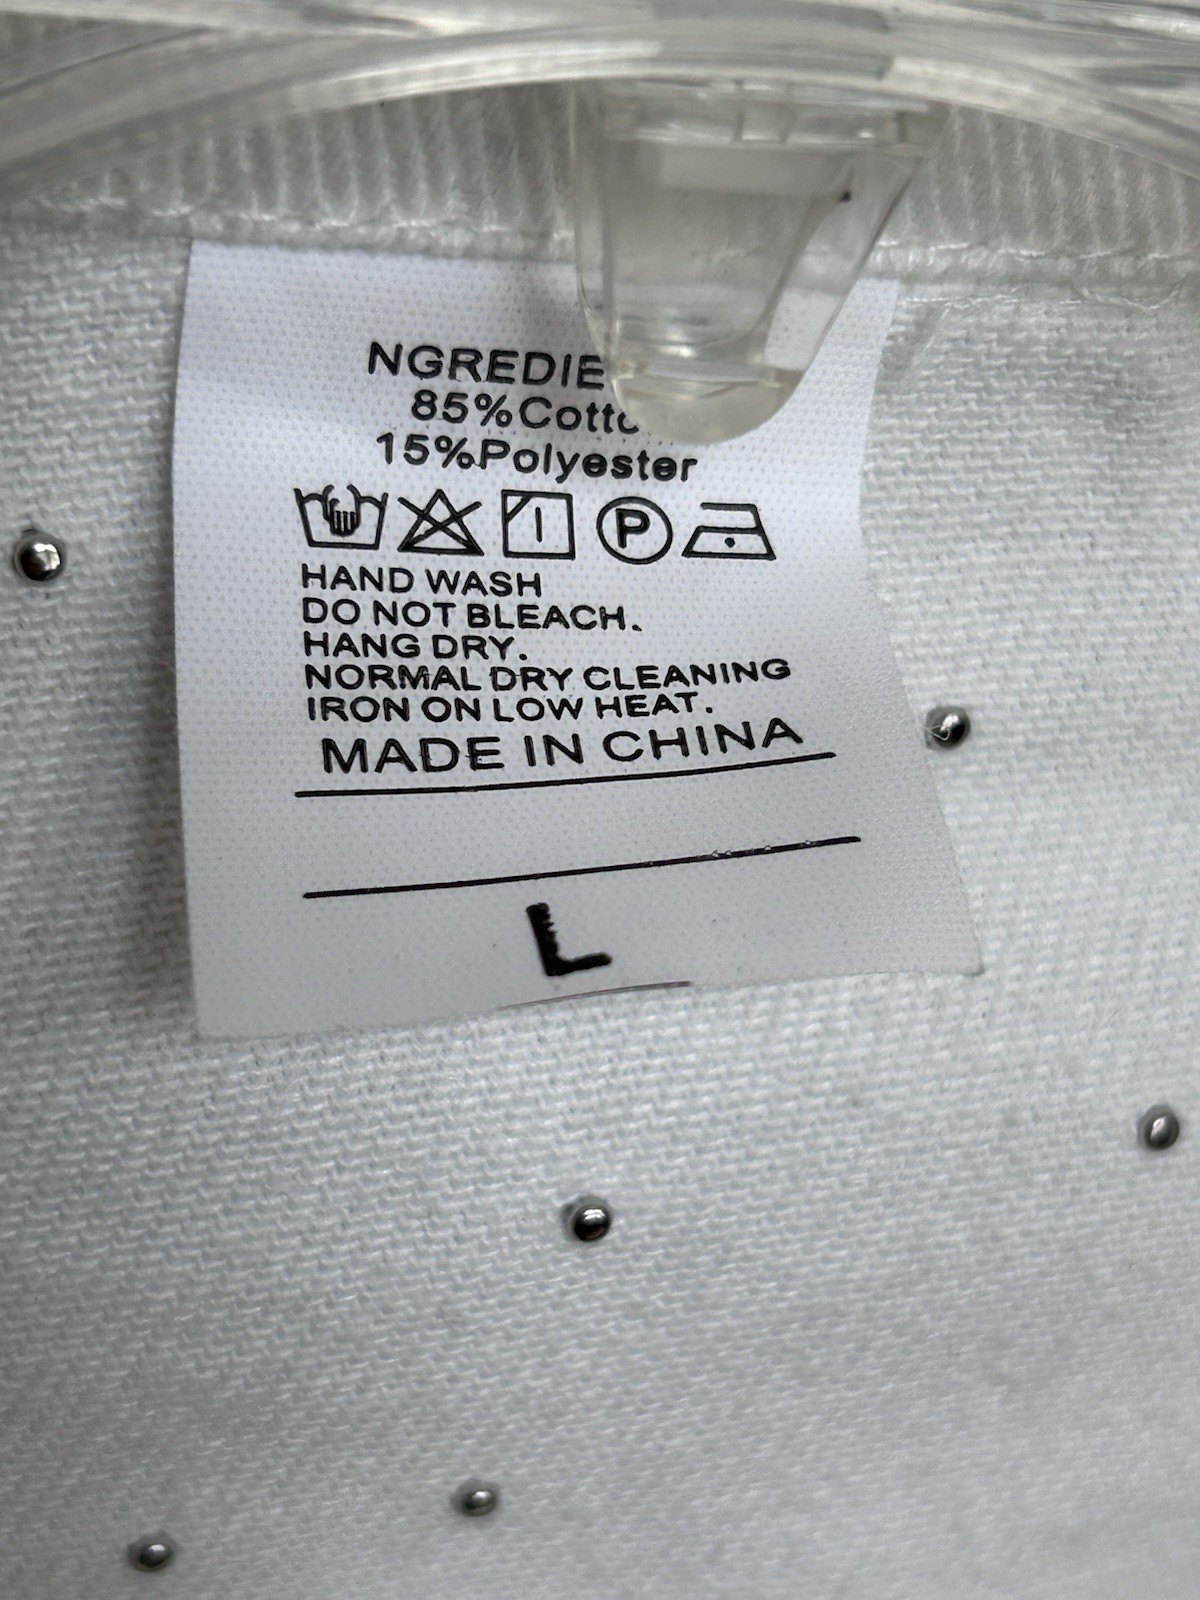 NGREDIE
85%Cotto
15%Polyester
P
HAND WASH
DO NOT BLEACH.
HANG DRY.
NORMAL DRY CLEANING
IRON ON LOW HEAT.
MADE IN CHINA
L